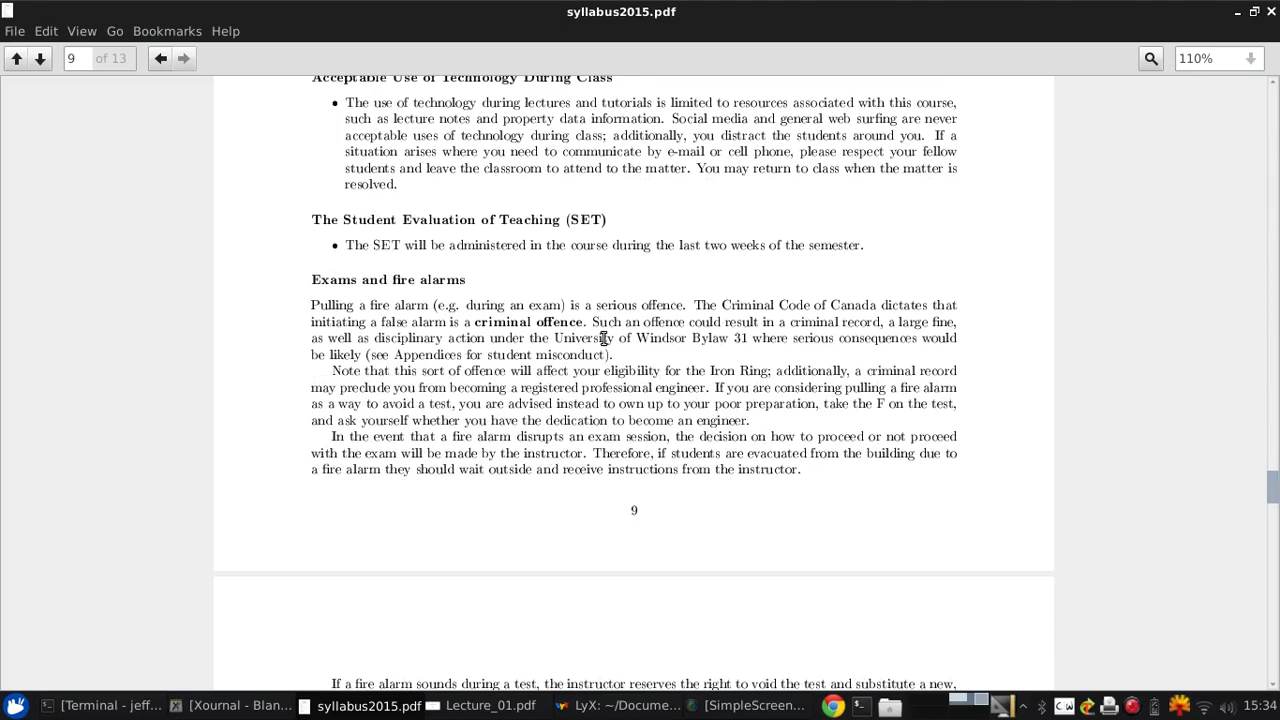 syllabus2015.pdf
File Edit View Go Bookmarks Help
9 of 13 110%
Acceptable Use of Technology During Class
• The use of technology during lectures and tutorials is limited to resources associated with this course,
such as lecture notes and property data information. Social media and general web surfing are never
acceptable uses of technology during class; additionally, you distract the students around you. If a
situation arises where you need to communicate by e-mail or cell phone, please respect your fellow
students and leave the classroom to attend to the matter. You may return to class when the matter is
resolved.
The Student Evaluation of Teaching (SET)
• The SET will be administered in the course during the last two weeks of the semester.
Exams and fire alarms
Pulling a fire alarm (e.g. during an exam) is a serious offence. The Criminal Code of Canada dictates that
initiating a false alarm is a criminal offence. Such an offence could result in a criminal record, a large fine,
as well as disciplinary action under the University of Windsor Bylaw 31 where serious consequences would
be likely (see Appendices for student misconduct).
Note that this sort of offence will affect your eligibility for the Iron Ring; additionally, a criminal record
may preclude you from becoming a registered professional engineer. If you are considering pulling a fire alarm
as a way to avoid a test, you are advised instead to own up to your poor preparation, take the F on the test,
and ask yourself whether you have the dedication to become an engineer.
In the event that a fire alarm disrupts an exam session, the decision on how to proceed or not proceed
with the exam will be made by the instructor. Therefore, if students are evacuated from the building due to
a fire alarm they should wait outside and receive instructions from the instructor.
9
If a fire alarm sounds during a test, the instructor reserves the right to void the test and substitute a new,
[Terminal - jeff... [Xournal - Blan... syllabus2015.pdf Lecture_01.pdf LyX: ~/Docume... [SimpleScreen... CW 15:34